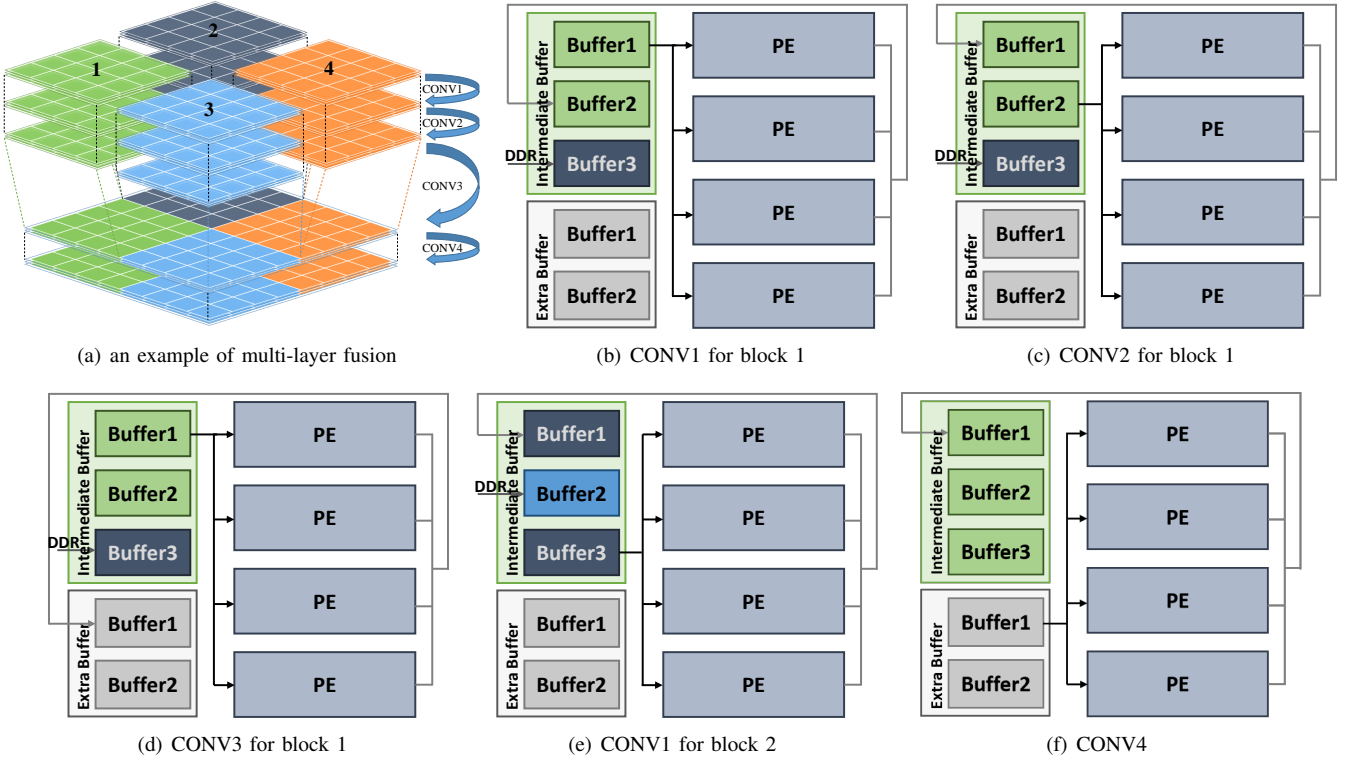 1
2
3
4
CONV1
CONV2
CONV3
CONV4
(a) an example of multi-layer fusion
Intermediate Buffer
Buffer1
Buffer2
Buffer3
DDR
Extra Buffer
Buffer1
Buffer2
PE
PE
PE
PE
(b) CONV1 for block 1
Intermediate Buffer
Buffer1
Buffer2
Buffer3
DDR
Extra Buffer
Buffer1
Buffer2
PE
PE
PE
PE
(c) CONV2 for block 1
Intermediate Buffer
Buffer1
Buffer2
Buffer3
DDR
Extra Buffer
Buffer1
Buffer2
PE
PE
PE
PE
(d) CONV3 for block 1
Intermediate Buffer
Buffer1
Buffer2
Buffer3
DDR
Extra Buffer
Buffer1
Buffer2
PE
PE
PE
PE
(e) CONV1 for block 2
Intermediate Buffer
Buffer1
Buffer2
Buffer3
Extra Buffer
Buffer1
Buffer2
PE
PE
PE
PE
(f) CONV4